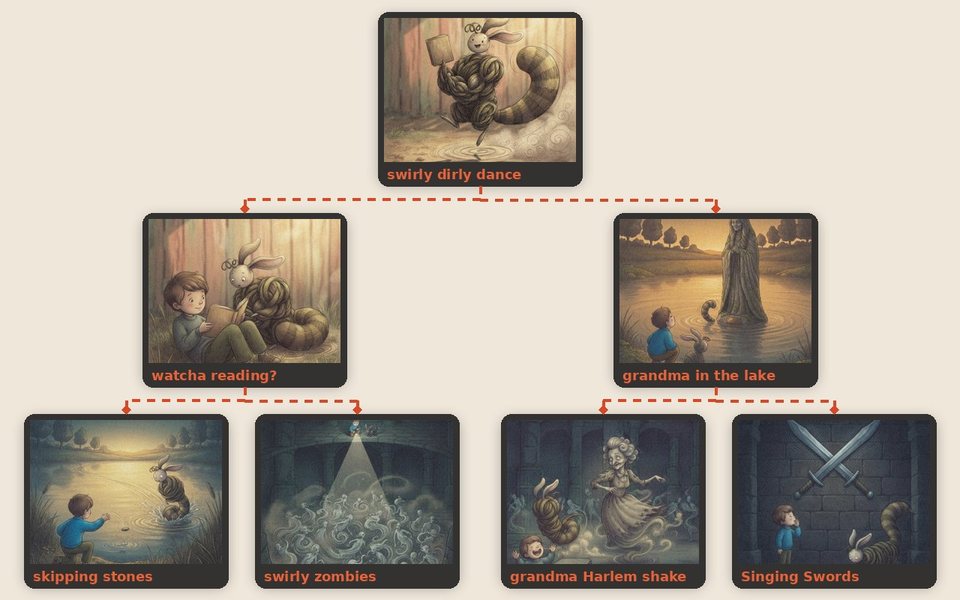 swirly dirly dance
watcha reading?
grandma in the lake
skipping stones
swirly zombies
grandma Harlem shake
Singing Swords